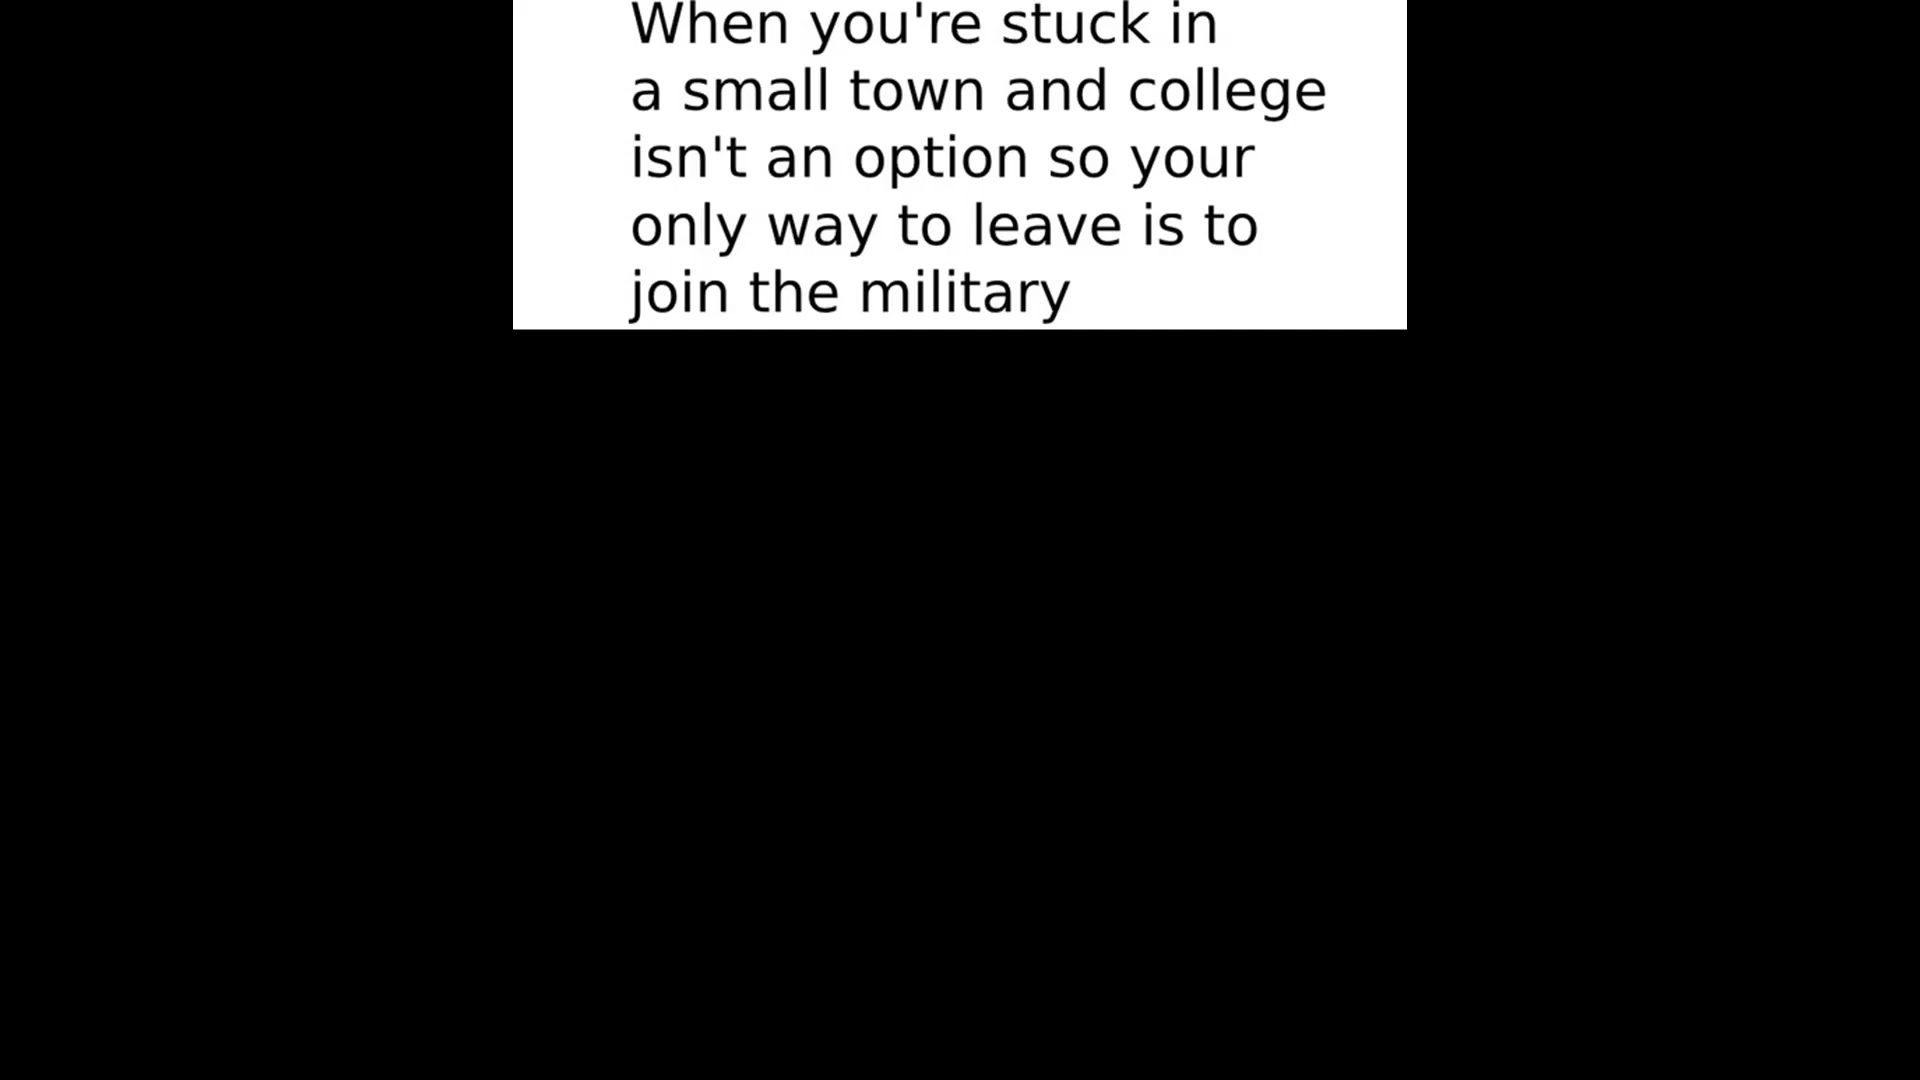 When you're stuck in
a small town and college
isn't an option so your
only way to leave is to
join the military